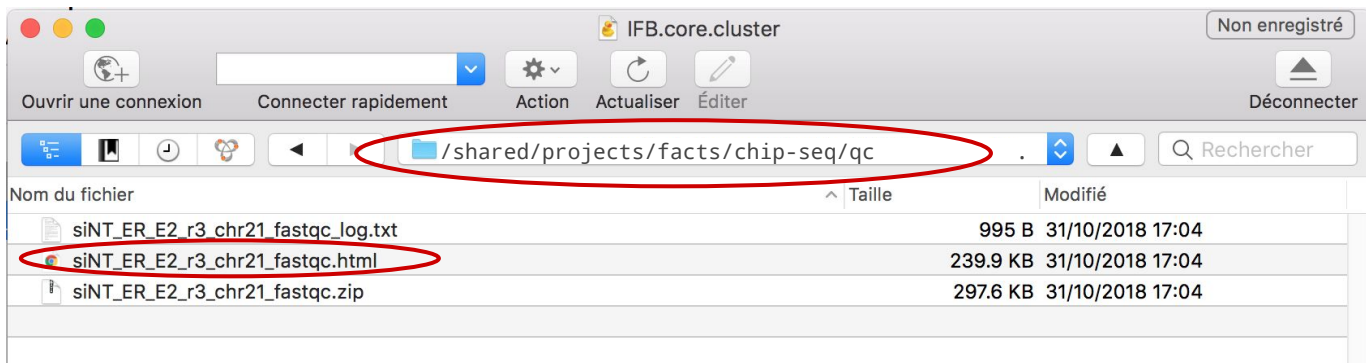 IFB.core.cluster
Non enregistré
Ouvrir une connexion Connecter rapidement Action Actualiser Éditer Déconnecter
/shared/projects/facts/chip-seq/qc . Rechercher
Nom du fichier Taille Modifié
siNT_ER_E2_r3_chr21_fastqc_log.txt 995 B 31/10/2018 17:04
siNT_ER_E2_r3_chr21_fastqc.html 239.9 KB 31/10/2018 17:04
siNT_ER_E2_r3_chr21_fastqc.zip 297.6 KB 31/10/2018 17:04